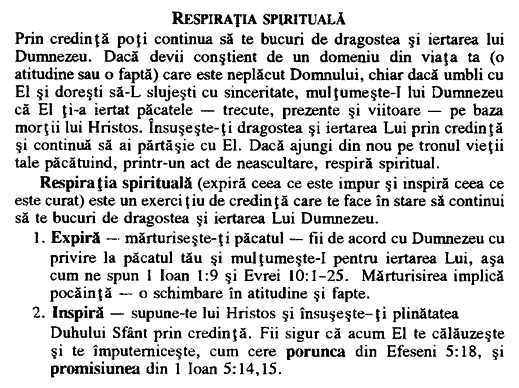 RESPIRAŢIA SPIRITUALĂ
Prin credinţă poţi continua să te bucuri de dragostea şi iertarea lui
Dumnezeu. Dacă devii conştient de un domeniu din viaţa ta (o
atitudine sau o faptă) care este neplăcut Domnului, chiar dacă umbli cu
El şi doreşti să-L slujeşti cu sinceritate, mulţumeşte-I lui Dumnezeu
că El ţi-a iertat păcatele — trecute, prezente şi viitoare — pe baza
morţii lui Hristos. Însuşeşte-ţi dragostea şi iertarea Lui prin credinţă
şi continuă să ai părtăşie cu El. Dacă ajungi din nou pe tronul vieţii
tale păcătuind, printr-un act de neascultare, respiră spiritual.
Respiraţia spirituală (expiră ceea ce este impur şi inspiră ceea ce
este curat) este un exerciţiu de credinţă care te face în stare să continui
să te bucuri de dragostea şi iertarea Lui Dumnezeu.
1. Expiră — mărturiseşte-ţi păcatul — fii de acord cu Dumnezeu cu
privire la păcatul tău şi mulţumeşte-I pentru iertarea Lui, aşa
cum ne spun 1 Ioan 1:9 şi Evrei 10:1-25. Mărturisirea implică
pocăinţă — o schimbare în atitudine şi fapte.
2. Inspiră — supune-te lui Hristos şi însuşeşte-ţi plinătatea
Duhului Sfânt prin credinţă. Fii sigur că acum El te călăuzeşte
şi te împuterniceşte, cum cere porunca din Efeseni 5:18, şi
promisiunea din 1 Ioan 5:14,15.